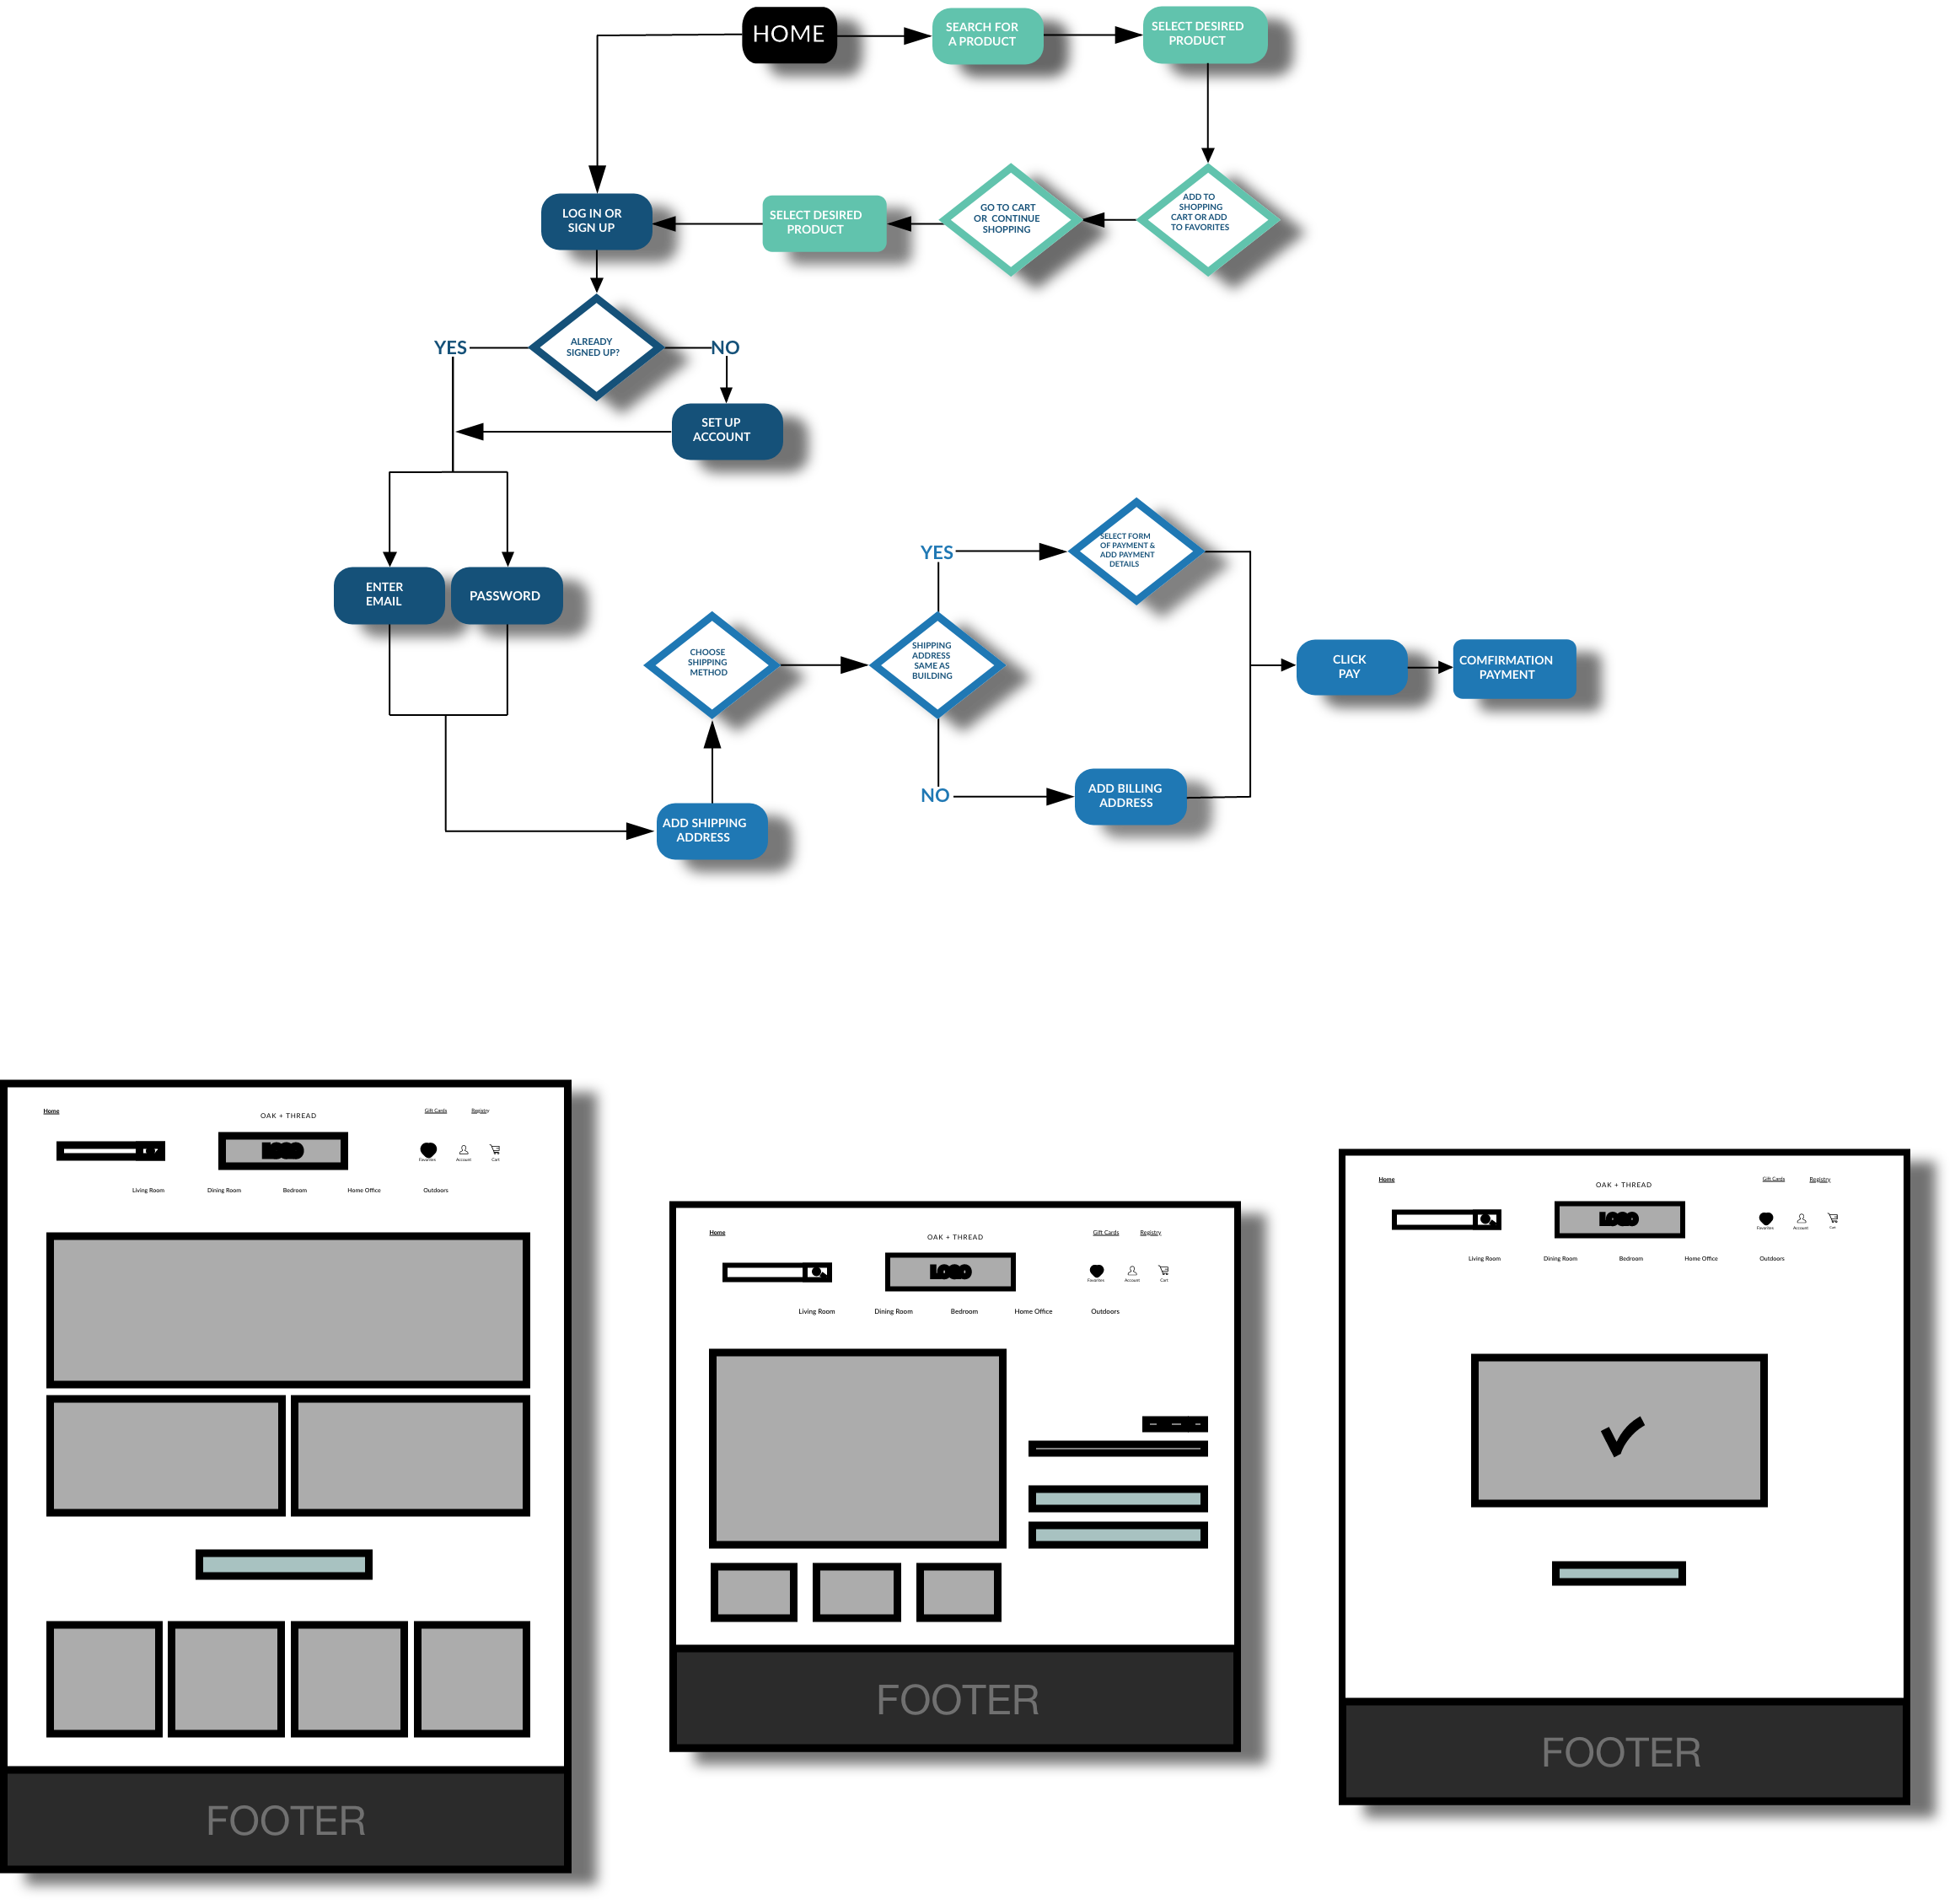 HOME
SEARCH FOR
A PRODUCT
SELECT DESIRED
PRODUCT
LOG IN OR
SIGN UP
SELECT DESIRED
PRODUCT
GO TO CART
OR CONTINUE
SHOPPING
ADD TO
SHOPPING
CART OR ADD
TO FAVORITES
ALREADY
SIGNED UP?
YES
NO
SET UP
ACCOUNT
ENTER
EMAIL
PASSWORD
CHOOSE
SHIPPING
METHOD
SHIPPING
ADDRESS
SAME AS
BUILDING
YES
SELECT FORM
OF PAYMENT &
ADD PAYMENT
DETAILS
CLICK
PAY
COMFIRMATION
PAYMENT
NO
ADD BILLING
ADDRESS
ADD SHIPPING
ADDRESS
Home
OAK + THREAD
Gift Cards
Registry
LOGO
Favorites
Account
Cart
Living Room
Dining Room
Bedroom
Home Office
Outdoors
FOOTER
Home
OAK + THREAD
Gift Cards
Registry
LOGO
Favorites
Account
Cart
Living Room
Dining Room
Bedroom
Home Office
Outdoors
FOOTER
Home
OAK + THREAD
Gift Cards
Registry
LOGO
Favorites
Account
Cart
Living Room
Dining Room
Bedroom
Home Office
Outdoors
FOOTER